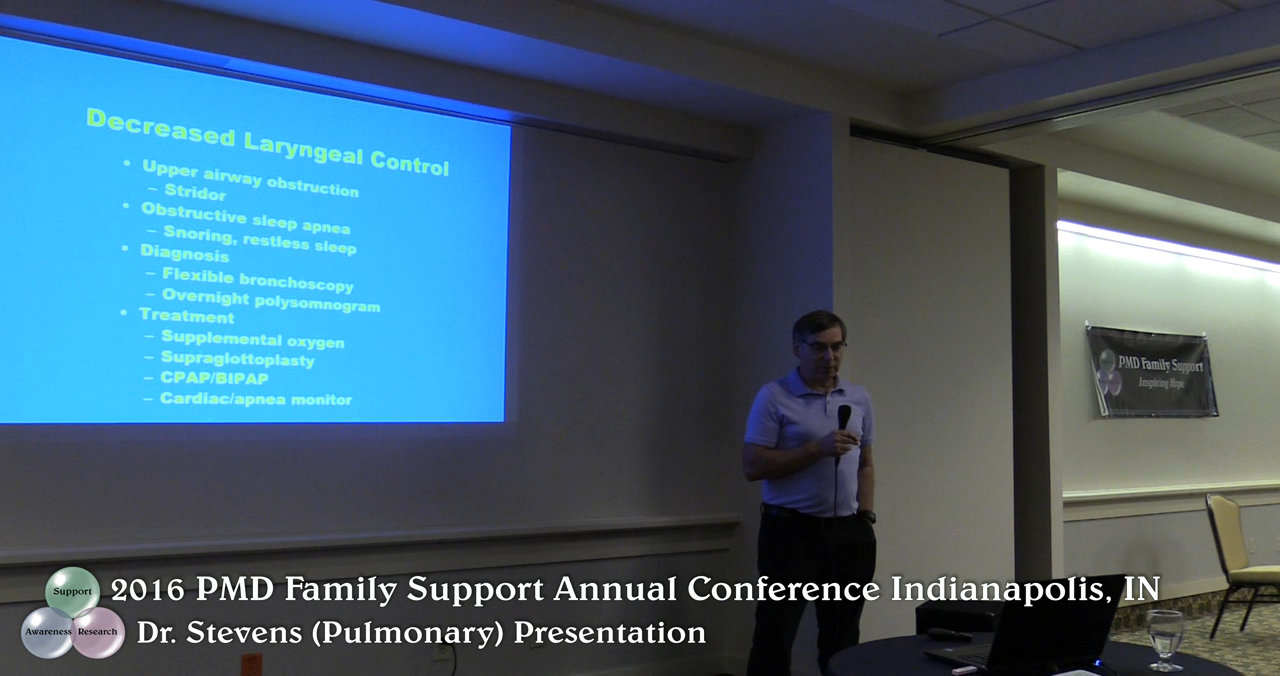 Decreased Laryngeal Control
• Upper airway obstruction
– Stridor
• Obstructive sleep apnea
– Snoring, restless sleep
• Diagnosis
– Flexible bronchoscopy
– Overnight polysomnogram
• Treatment
– Supplemental oxygen
– Supraglottoplasty
– CPAP/BIPAP
– Cardiac/apnea monitor
PMD Family Support
Inspiring Hope
Support
Awareness Research
2016 PMD Family Support Annual Conference Indianapolis, IN
Dr. Stevens (Pulmonary) Presentation